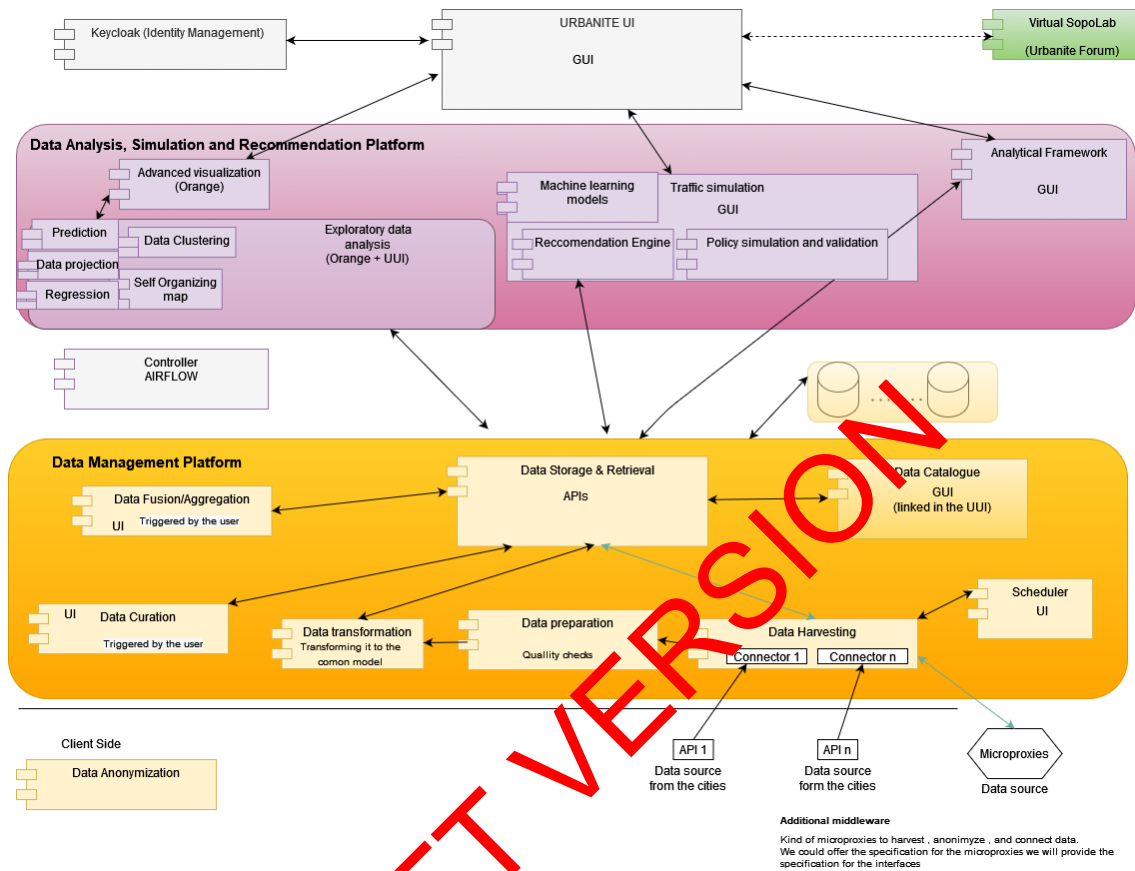 Keycloak (Identity Management)
URBANITE UI
GUI
Virtual SopoLab
(Urbanite Forum)
Data Analysis, Simulation and Recommendation Platform
Advanced visualization
(Orange)
Prediction
Data projection
Regression
Data Clustering
Self Organizing
map
Exploratory data
analysis
(Orange + UUI)
Machine learning
models
Traffic simulation
GUI
Reccomendation Engine
Policy simulation and validation
Analytical Framework
GUI
Controller
AIRFLOW
Data Management Platform
Data Fusion/Aggregation
UI Triggered by the user
Data Storage & Retrieval
APIs
Data Catalogue
GUI
(linked in the UUI)
UI Data Curation
Triggered by the user
Data transformation
Transforming it to the
comon model
Data preparation
Quallity checks
Data Harvesting
Connector 1
Connector n
Scheduler
UI
Client Side
Data Anonymization
API 1
Data source
from the cities
API n
Data source
form the cities
Microproxies
Data source
Additional middleware
Kind of microproxies to harvest , anonimyze , and connect data.
We could offer the specification for the microproxies we will provide the
specification for the interfaces
VERSION